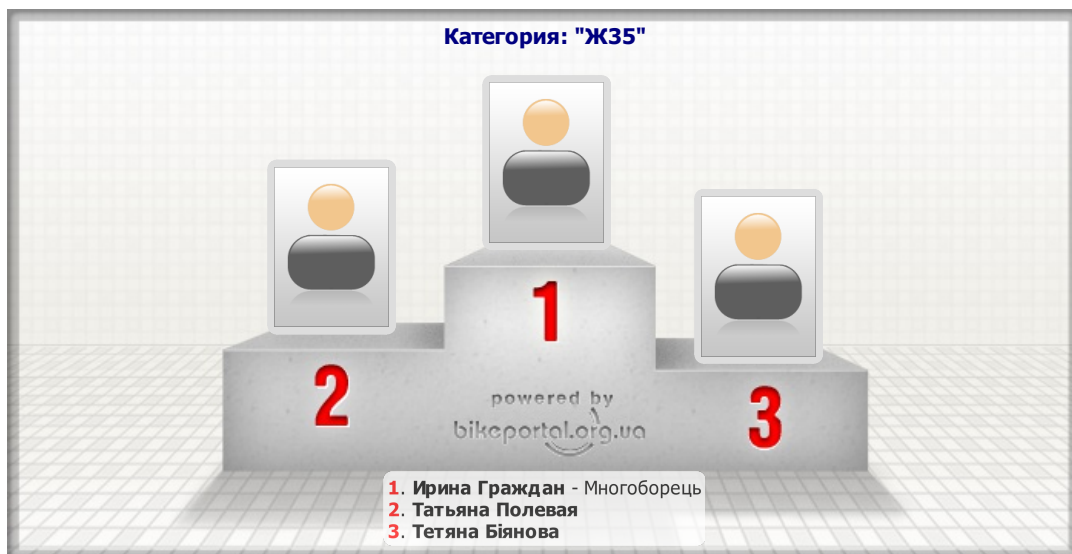 Категория: "Ж35"
1
2
3
powered by
bikeportal.org.ua
1. Ирина Граждан - Многоборець
2. Татьяна Полевая
3. Тетяна Біянова